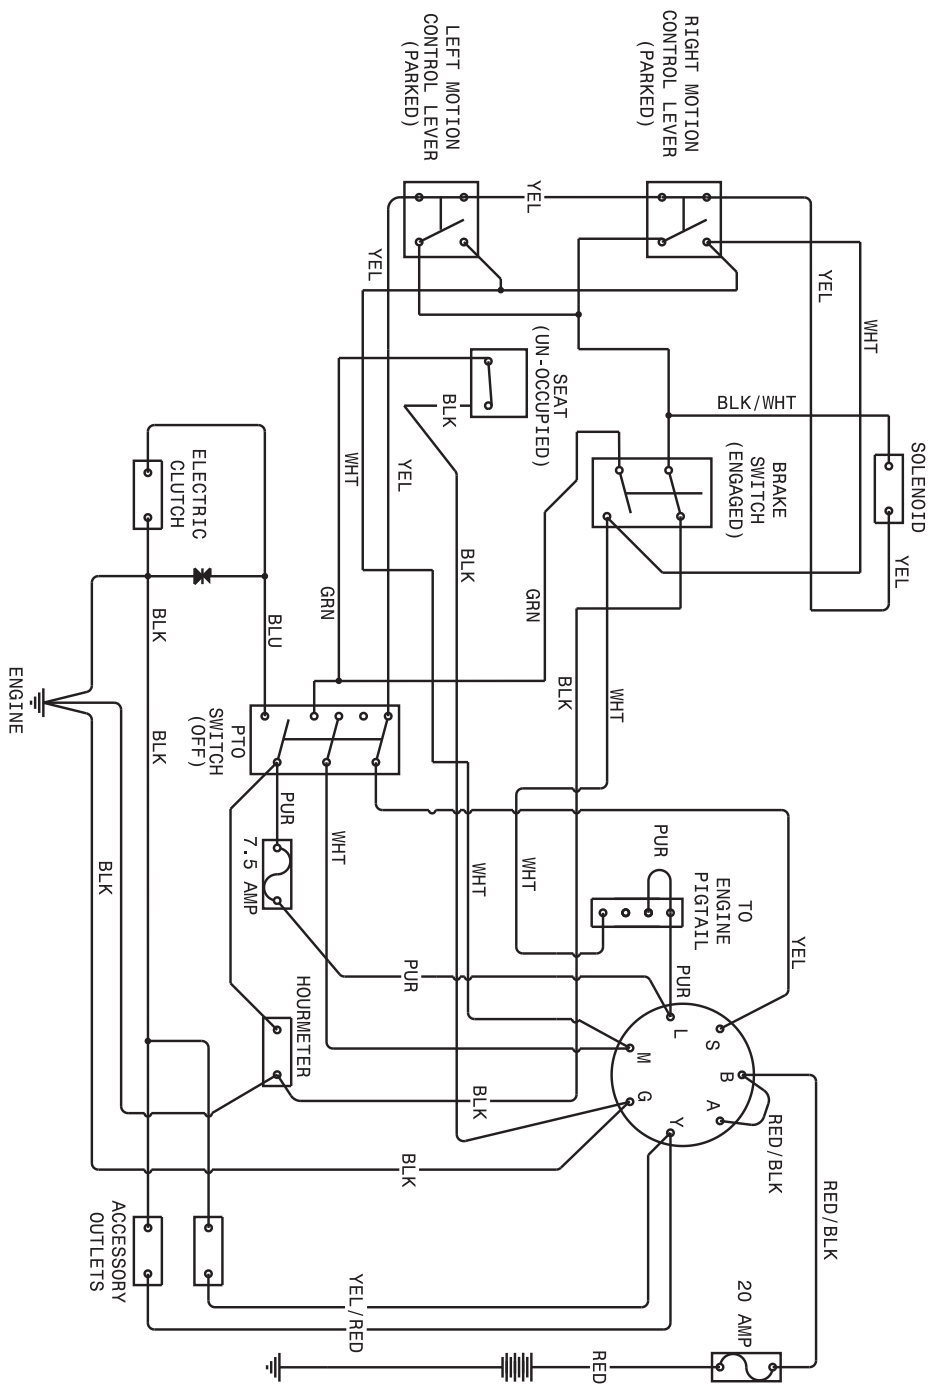 LEFT MOTION
CONTROL LEVER
(PARKED)
RIGHT MOTION
CONTROL LEVER
(PARKED)
YEL
YEL
YEL
WHT
SEAT
(UN-OCCUPIED)
BLK
BLK/WHT
SOLENOID
BRAKE
SWITCH
(ENGAGED)
ELECTRIC
CLUTCH
WHT
YEL
BLK
YEL
GRN
GRN
BLK
BLU
ENGINE
BLK
WHT
PTO
SWITCH
(OFF)
BLK
PUR
7.5 AMP
WHT
WHT
WHT
PUR
TO
ENGINE
PIGTAIL
BLK
YEL
PUR
PUR
HOURMETER
L
S
M
B
G
A
Y
BLK
RED/BLK
BLK
RED/BLK
ACCESSORY
OUTLETS
YEL/RED
20 AMP
RED